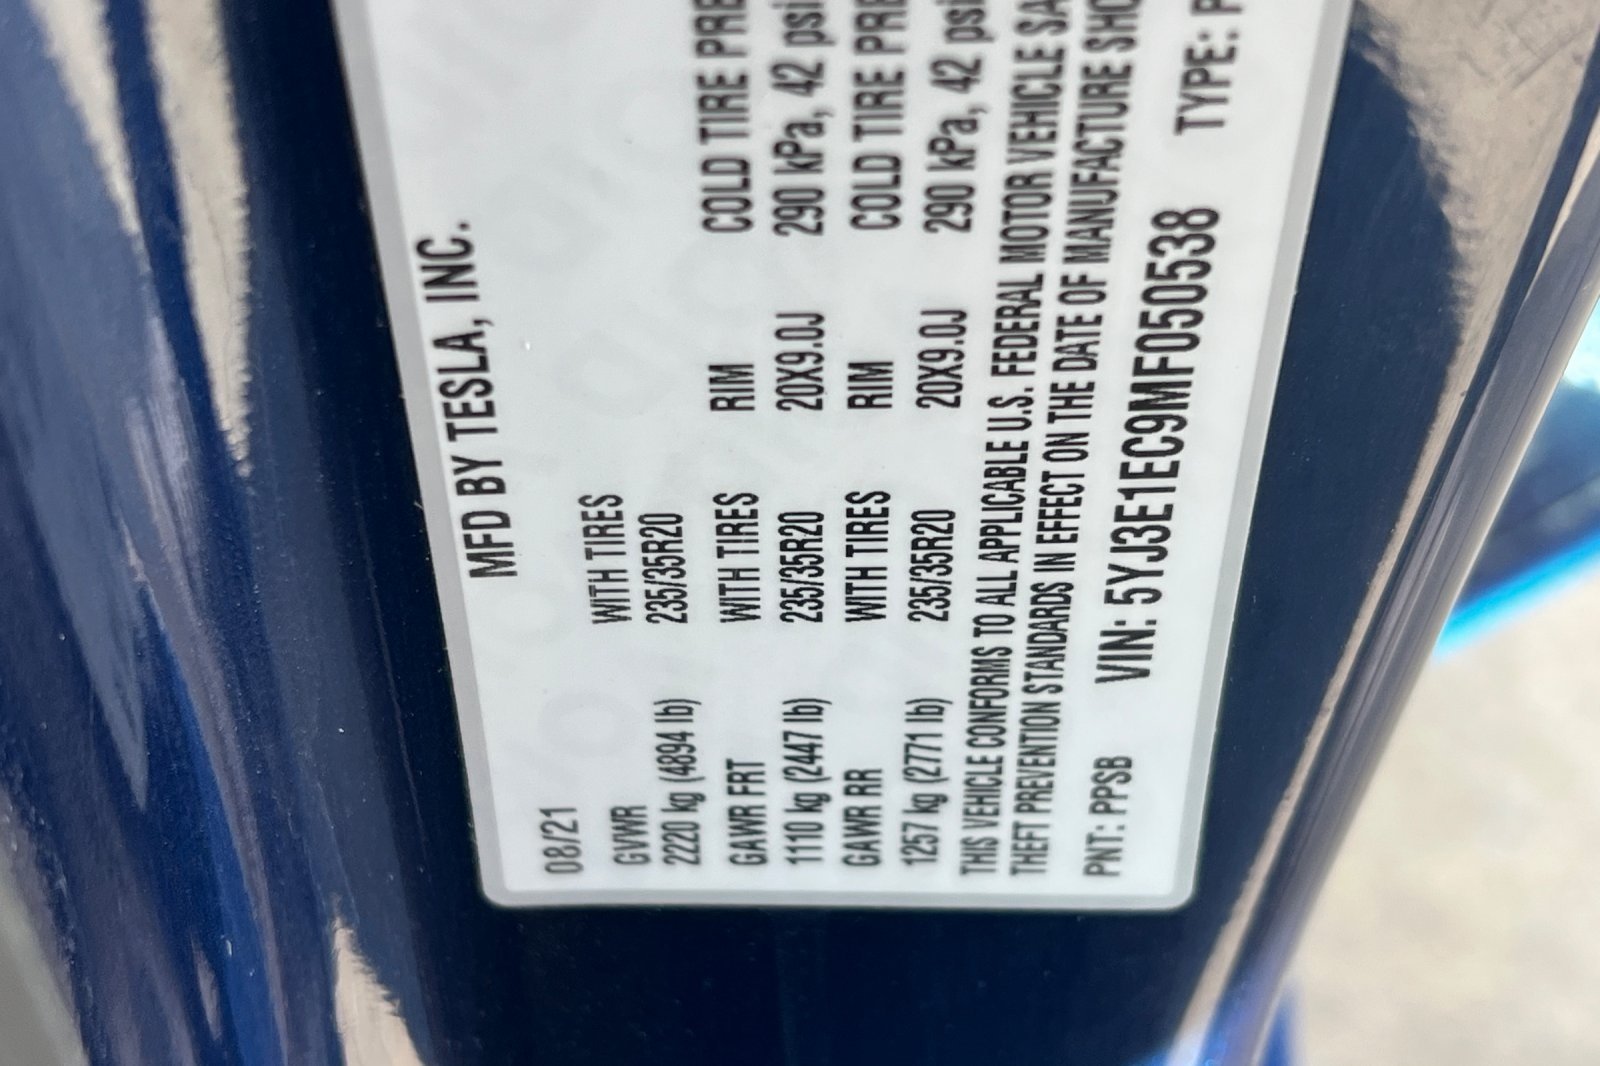 MFD BY TESLA, INC.
08/21
GVWR WITH TIRES
2220 kg (4894 lb) 235/35R20
GAWR FRT WITH TIRES RIM COLD TIRE
1110 kg (2447 lb) 235/35R20 20X9.0J 290 kPa, 42 psi
GAWR RR WITH TIRES RIM COLD TIRE
1257 kg (2771 lb) 235/35R20 20X9.0J 290 kPa, 42 psi
THIS VEHICLE CONFORMS TO ALL APPLICABLE U.S. FEDERAL MOTOR VEHICLE
THEFT PREVENTION STANDARDS IN EFFECT ON THE DATE OF MANUFACTURE
PNT: PPSB VIN: 5YJ3E1EC9MF050538 TYPE: